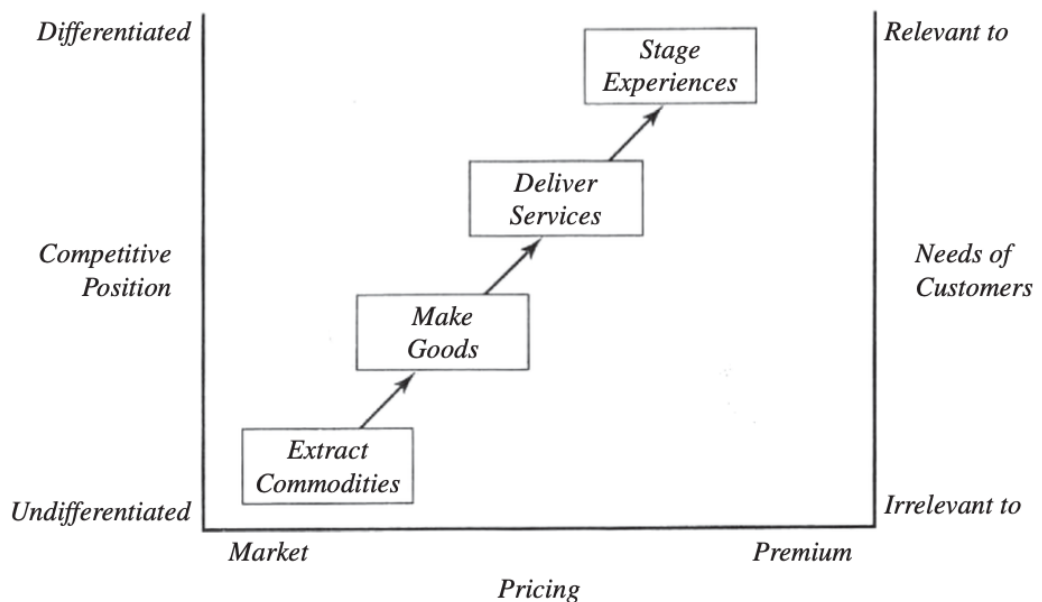 Differentiated
Relevant to
Stage
Experiences
Deliver
Services
Competitive
Position
Needs of
Customers
Make
Goods
Extract
Commodities
Undifferentiated
Irrelevant to
Market
Premium
Pricing